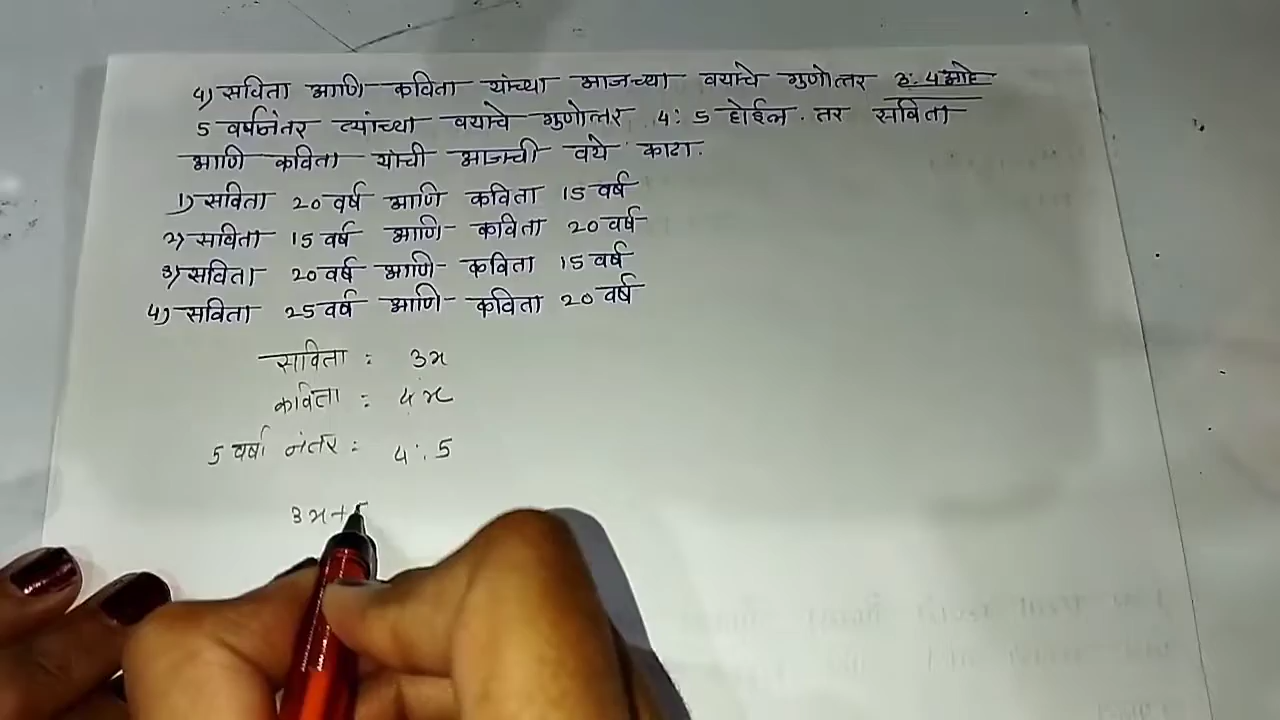 4) सविता आणि कविता यांच्या आजच्या वयाचे गुणोत्तर 3:4 आहे
5 वर्षानंतर त्यांच्या वयाचे गुणोत्तर 4:5 होईल. तर सविता
आणि कविता यांची आजची वये काढा.
1) सविता 20 वर्ष आणि कविता 15 वर्ष
2) सविता 15 वर्ष आणि कविता 20 वर्ष
3) सविता 20 वर्ष आणि कविता 15 वर्ष
4) सविता 25 वर्ष आणि कविता 20 वर्ष
सविता : 3x
कविता : 4x
5 वर्षा नंतर : 4:5
3x+5